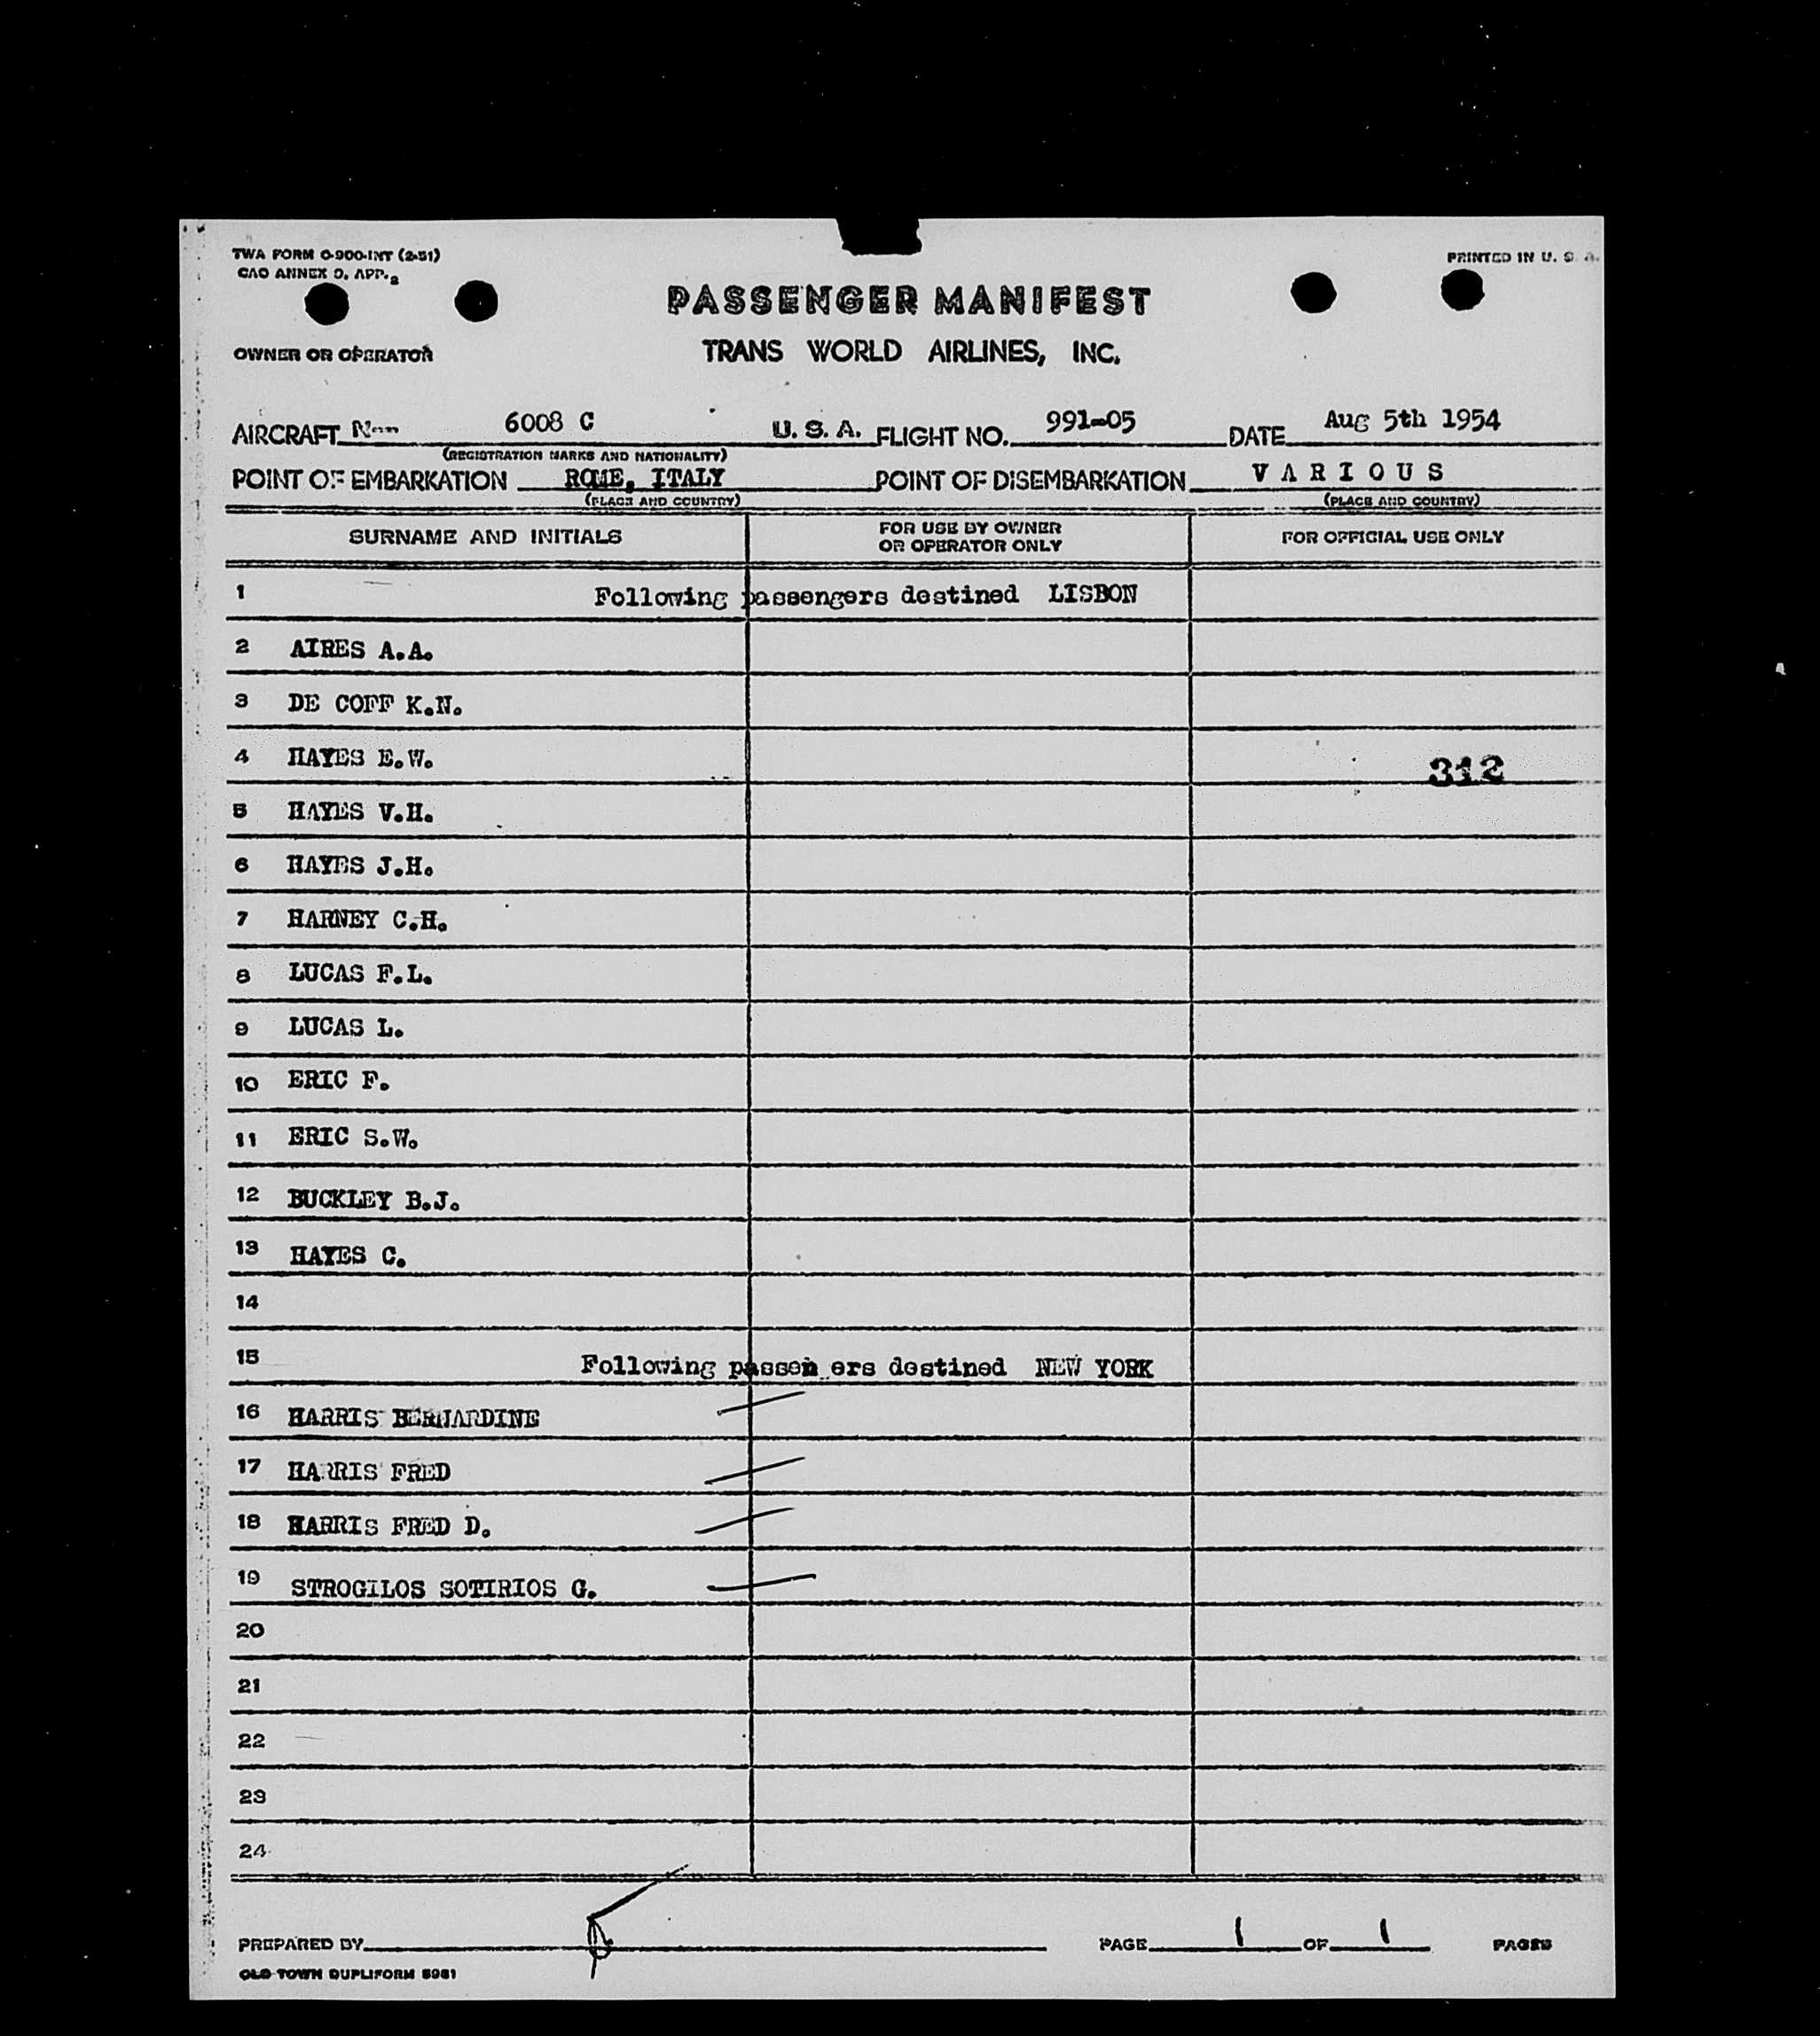 TWA FORM O-900-INT (2-51)
CAO ANNEX 9, APP. 2
PRINTED IN U. S. A.
PASSENGER MANIFEST
OWNER OR OPERATOR
TRANS WORLD AIRLINES, INC.
AIRCRAFT 6008 C U. S. A. FLIGHT NO. 991-05 DATE Aug 5th 1954
(REGISTRATION MARKS AND NATIONALITY)
POINT OF EMBARKATION ROME, ITALY POINT OF DISEMBARKATION V A R I O U S
(PLACE AND COUNTRY) (PLACE AND COUNTRY)
SURNAME AND INITIALS FOR USE BY OWNER OR OPERATOR ONLY FOR OFFICIAL USE ONLY
1 Following passengers destined LISBON
2 AIRES A.A.
3 DE COFF K.N.
4 HAYES E.W. 312
5 HAYES V.H.
6 HAYES J.H.
7 HARNEY C.H.
8 LUCAS F.L.
9 LUCAS L.
10 ERIC F.
11 ERIC S.W.
12 BUCKLEY B.J.
13 HAYES C.
14
15 Following passen ers destined NEW YORK
16 HARRIS BERNARDINE
17 HARRIS FRED
18 HARRIS FRED D.
19 STROGILOS SOTIRIOS G.
20
21
22
23
24
PREPARED BY PAGE 1 OF 1 PAGES
OLD TOWN DUPLIFORM 5981